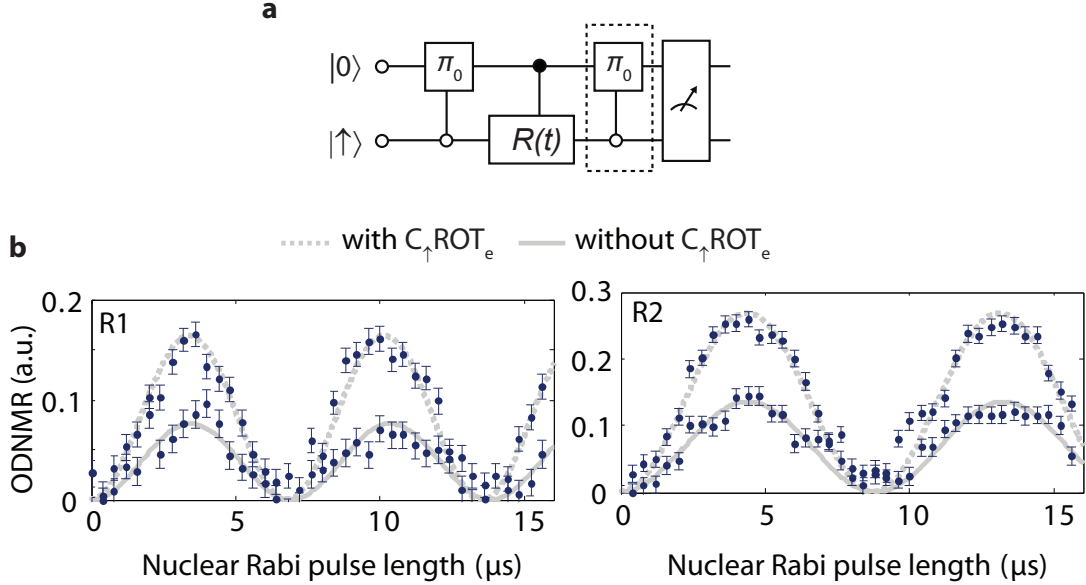 a
|0⟩ π₀ π₀
|↑⟩ R(t)
b
with C↑ROTₑ without C↑ROTₑ
R1
R2
ODNMR (a.u.)
0.2
0.1
0
0 5 10 15
0.3
0.2
0.1
0
0 5 10 15
Nuclear Rabi pulse length (μs)
Nuclear Rabi pulse length (μs)